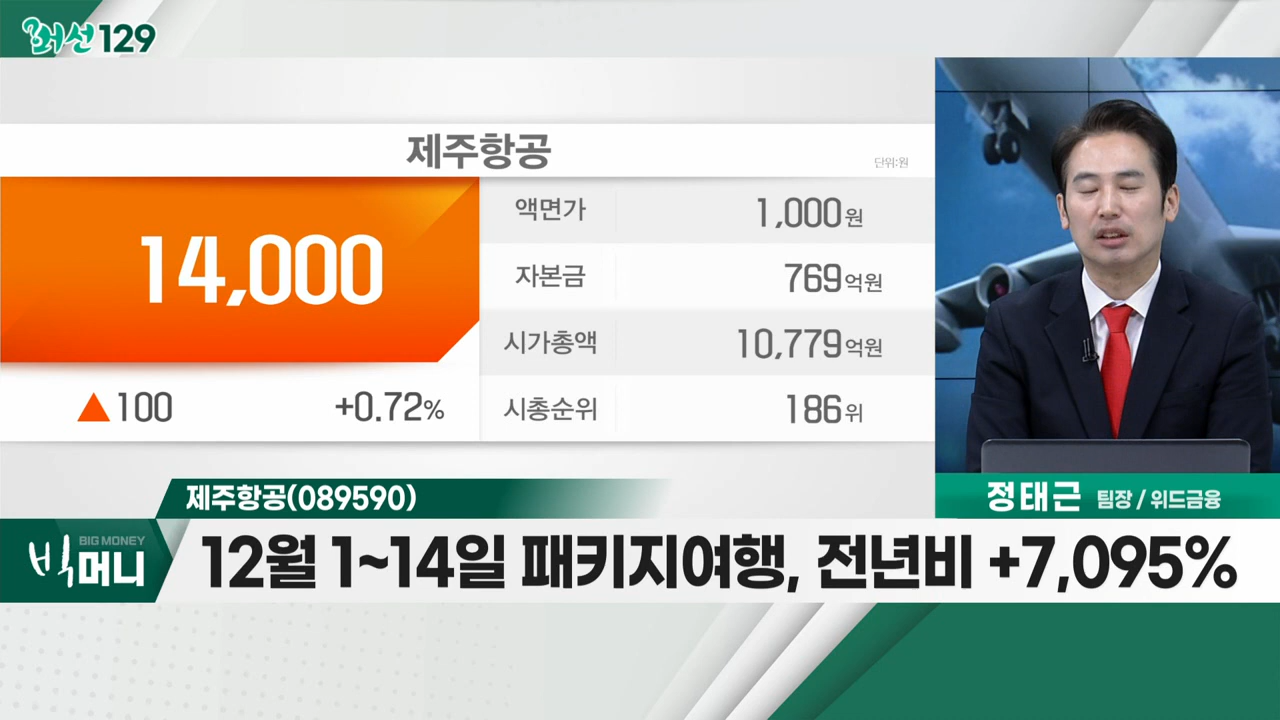 머선129
제주항공
단위:원
14,000
▲100 +0.72%
액면가 1,000원
자본금 769억원
시가총액 10,779억원
시총순위 186위
정태근 팀장 / 위드금융
제주항공(089590)
BIG MONEY
빅머니
12월 1~14일 패키지여행, 전년비 +7,095%